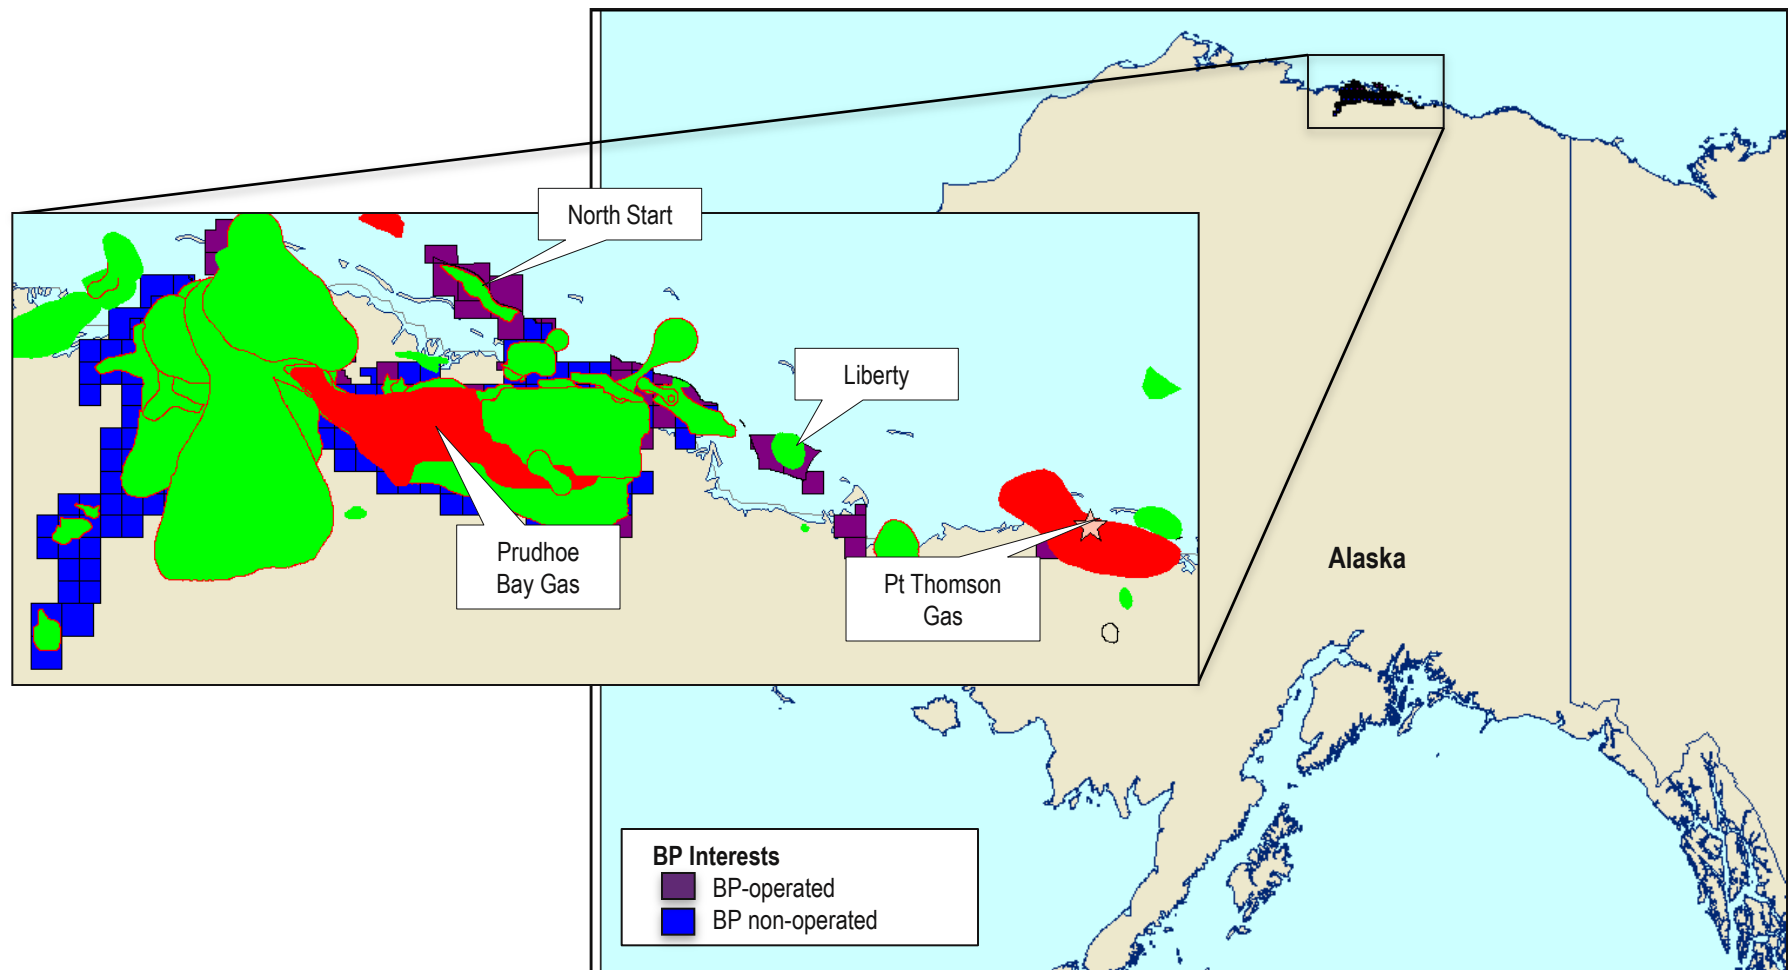 North Start
Liberty
Prudhoe
Bay Gas
Pt Thomson
Gas
Alaska
BP Interests
BP-operated
BP non-operated